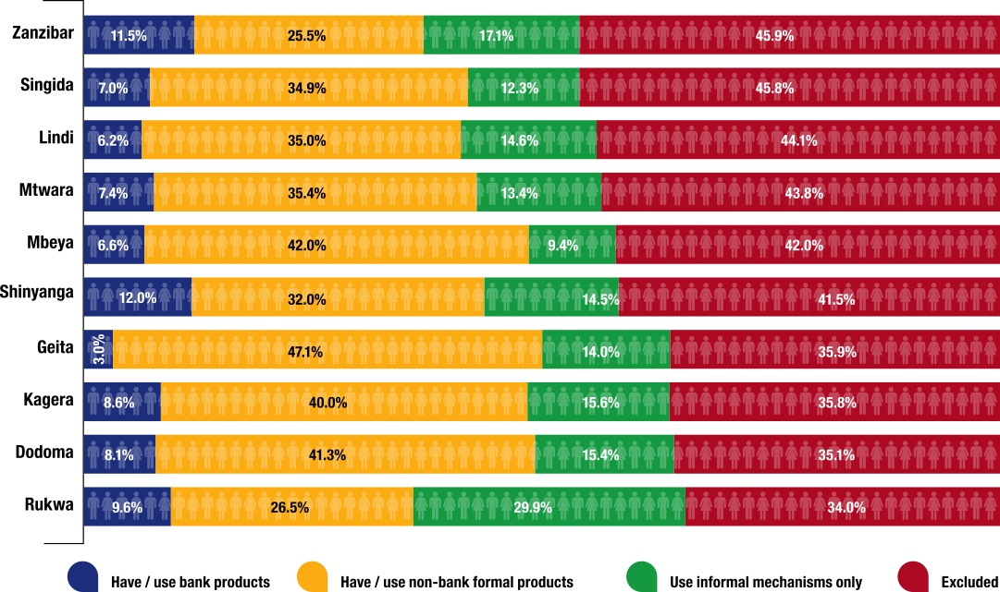 Zanzibar 11.5% 25.5% 17.1% 45.9%
Singida 7.0% 34.9% 12.3% 45.8%
Lindi 6.2% 35.0% 14.6% 44.1%
Mtwara 7.4% 35.4% 13.4% 43.8%
Mbeya 6.6% 42.0% 9.4% 42.0%
Shinyanga 12.0% 32.0% 14.5% 41.5%
Geita 3.0% 47.1% 14.0% 35.9%
Kagera 8.6% 40.0% 15.6% 35.8%
Dodoma 8.1% 41.3% 15.4% 35.1%
Rukwa 9.6% 26.5% 29.9% 34.0%
Have / use bank products Have / use non-bank formal products Use informal mechanisms only Excluded